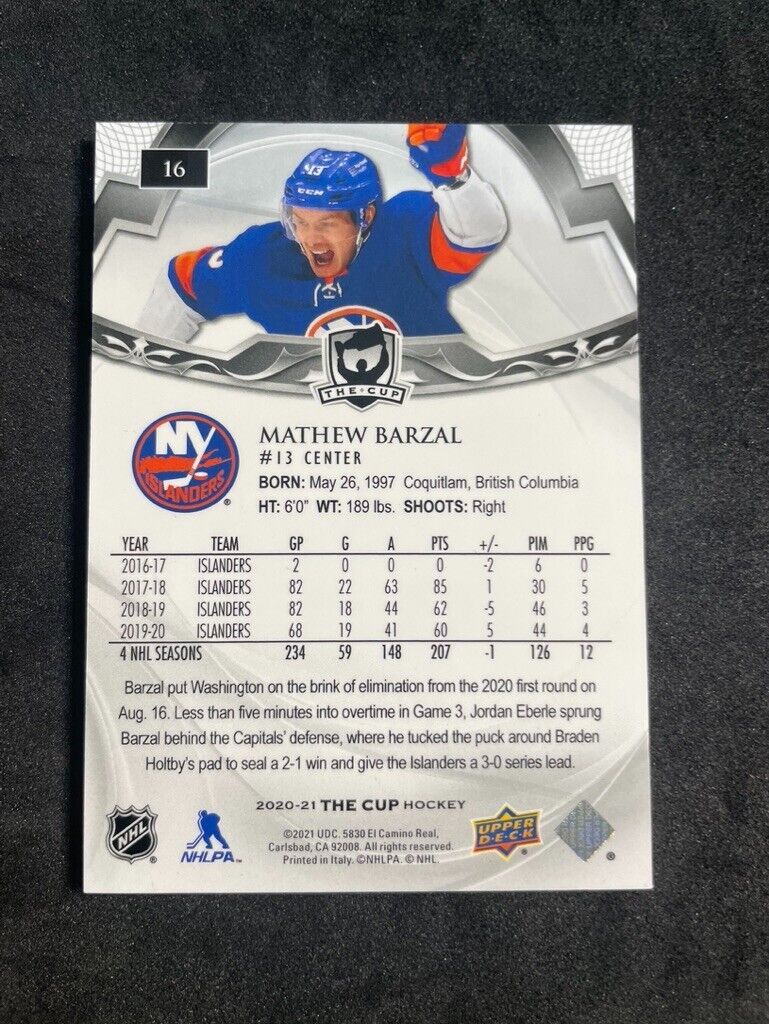 16
13
CCM
THE CUP
NY
ISLANDERS
®
MATHEW BARZAL
#13 CENTER
BORN: May 26, 1997 Coquitlam, British Columbia
HT: 6'0" WT: 189 lbs. SHOOTS: Right
YEAR TEAM GP G A PTS +/- PIM PPG
2016-17 ISLANDERS 2 0 0 0 -2 6 0
2017-18 ISLANDERS 82 22 63 85 1 30 5
2018-19 ISLANDERS 82 18 44 62 -5 46 3
2019-20 ISLANDERS 68 19 41 60 5 44 4
4 NHL SEASONS 234 59 148 207 -1 126 12
Barzal put Washington on the brink of elimination from the 2020 first round on
Aug. 16. Less than five minutes into overtime in Game 3, Jordan Eberle sprung
Barzal behind the Capitals' defense, where he tucked the puck around Braden
Holtby's pad to seal a 2-1 win and give the Islanders a 3-0 series lead.
2020-21 THE CUP HOCKEY
NHL ®
NHLPA™
©2021 UDC. 5830 El Camino Real,
Carlsbad, CA 92008. All rights reserved.
Printed in Italy. ©NHLPA. © NHL.
UPPER
D·E·C·K ®
®